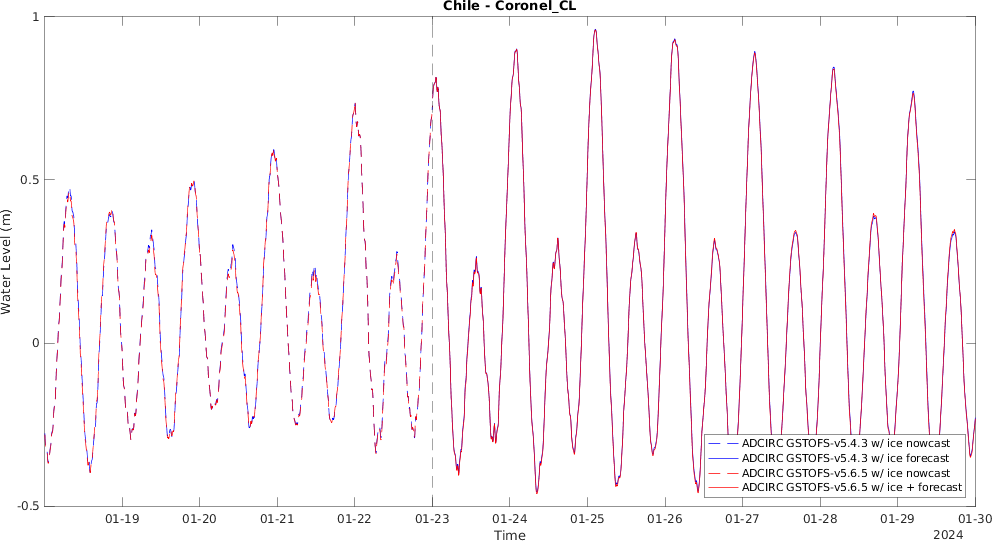 Chile - Coronel_CL
1
0.5
0
-0.5
Water Level (m)
ADCIRC GSTOFS-v5.4.3 w/ ice nowcast
ADCIRC GSTOFS-v5.4.3 w/ ice forecast
ADCIRC GSTOFS-v5.6.5 w/ ice nowcast
ADCIRC GSTOFS-v5.6.5 w/ ice + forecast
01-19 01-20 01-21 01-22 01-23 01-24 01-25 01-26 01-27 01-28 01-29 01-30
Time
2024